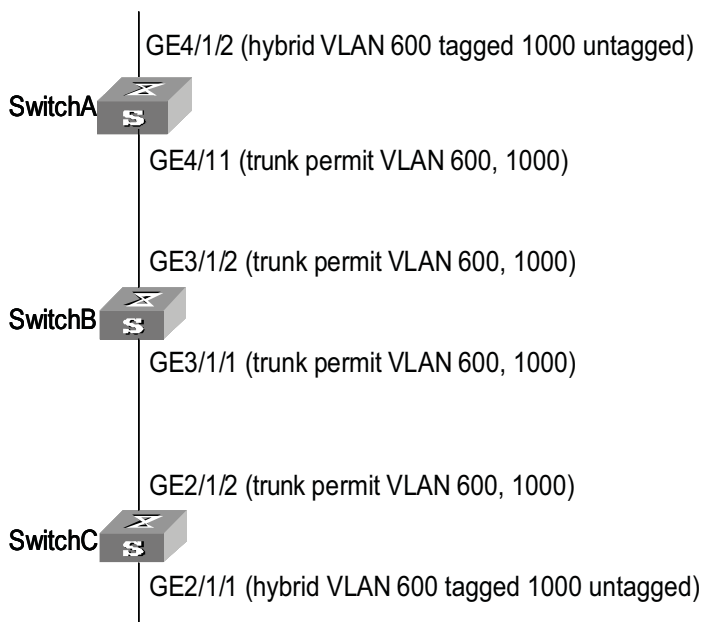 GE4/1/2 (hybrid VLAN 600 tagged 1000 untagged)
SwitchA
S
GE4/11 (trunk permit VLAN 600, 1000)
GE3/1/2 (trunk permit VLAN 600, 1000)
SwitchB
S
GE3/1/1 (trunk permit VLAN 600, 1000)
GE2/1/2 (trunk permit VLAN 600, 1000)
SwitchC
S
GE2/1/1 (hybrid VLAN 600 tagged 1000 untagged)